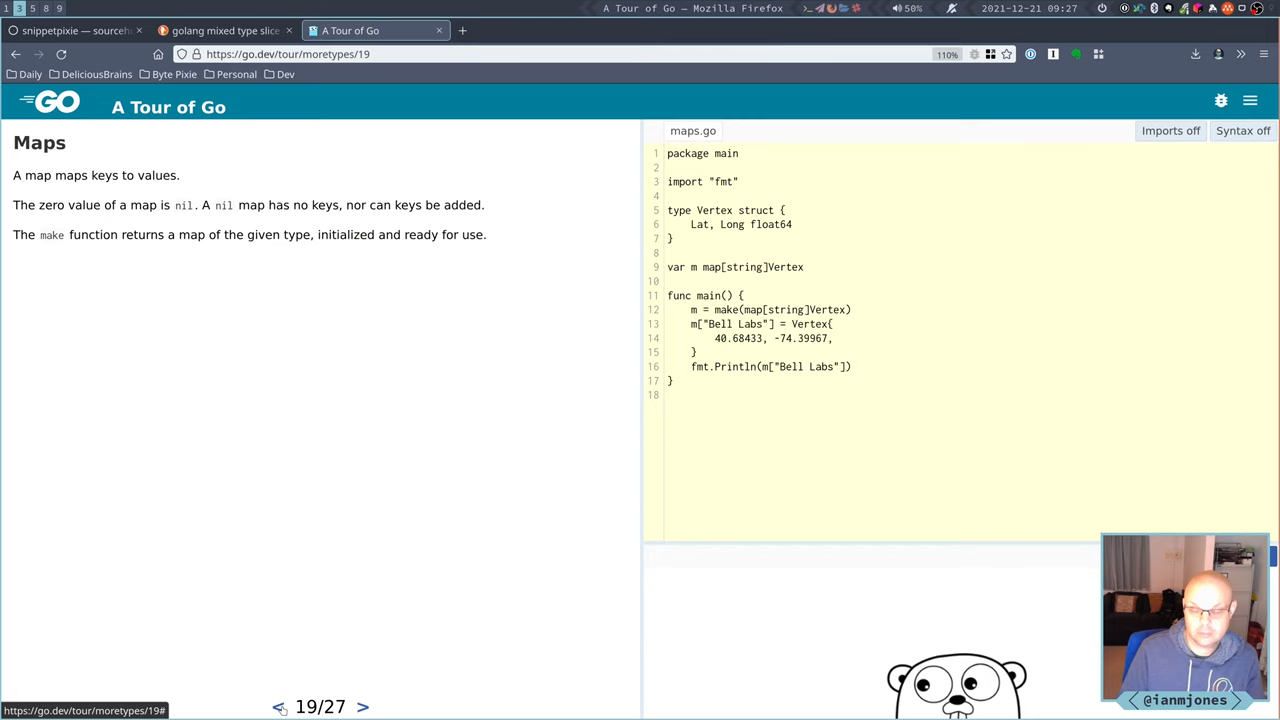 1 3 5 8 9
A Tour of Go — Mozilla Firefox
50%
2021-12-21 09:27
snippetpixie — sourceh
golang mixed type slice
A Tour of Go
https://go.dev/tour/moretypes/19
110%
Daily
DeliciousBrains
Byte Pixie
Personal
Dev
GO
A Tour of Go
Maps
A map maps keys to values.
The zero value of a map is nil. A nil map has no keys, nor can keys be added.
The make function returns a map of the given type, initialized and ready for use.
maps.go
Imports off
Syntax off
1 package main
2
3 import "fmt"
4
5 type Vertex struct {
6 Lat, Long float64
7 }
8
9 var m map[string]Vertex
10
11 func main() {
12 m = make(map[string]Vertex)
13 m["Bell Labs"] = Vertex{
14 40.68433, -74.39967,
15 }
16 fmt.Println(m["Bell Labs"])
17 }
18
< 19/27 >
https://go.dev/tour/moretypes/19#
@ianmjones